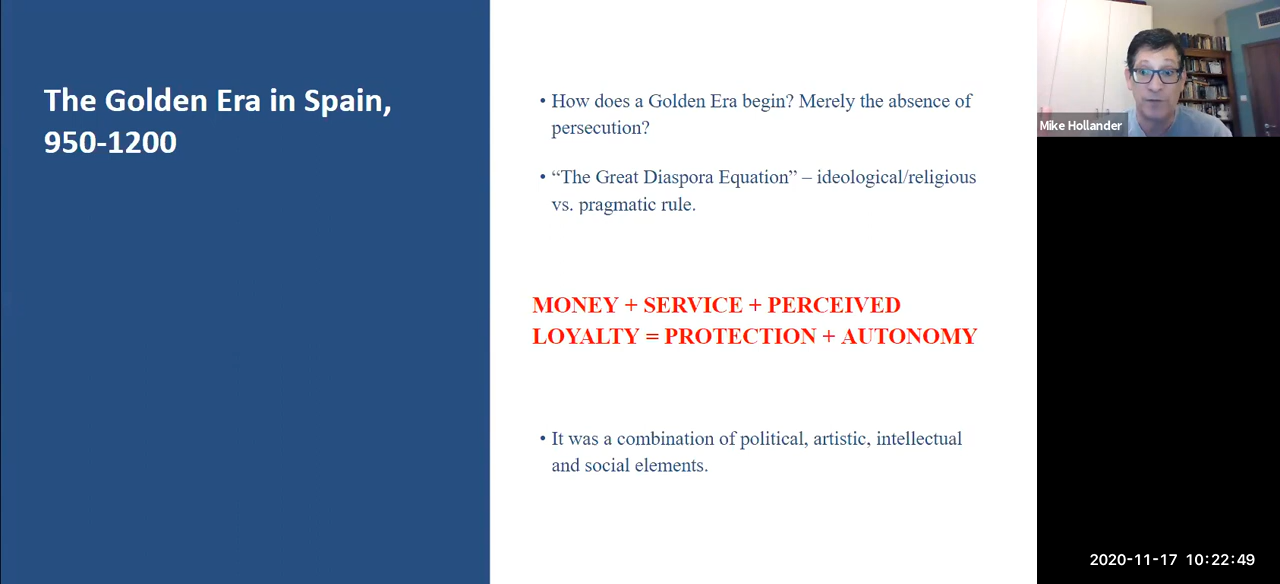 The Golden Era in Spain,
950-1200
• How does a Golden Era begin? Merely the absence of
persecution?
• “The Great Diaspora Equation” – ideological/religious
vs. pragmatic rule.
MONEY + SERVICE + PERCEIVED
LOYALTY = PROTECTION + AUTONOMY
• It was a combination of political, artistic, intellectual
and social elements.
Mike Hollander
2020-11-17 10:22:49